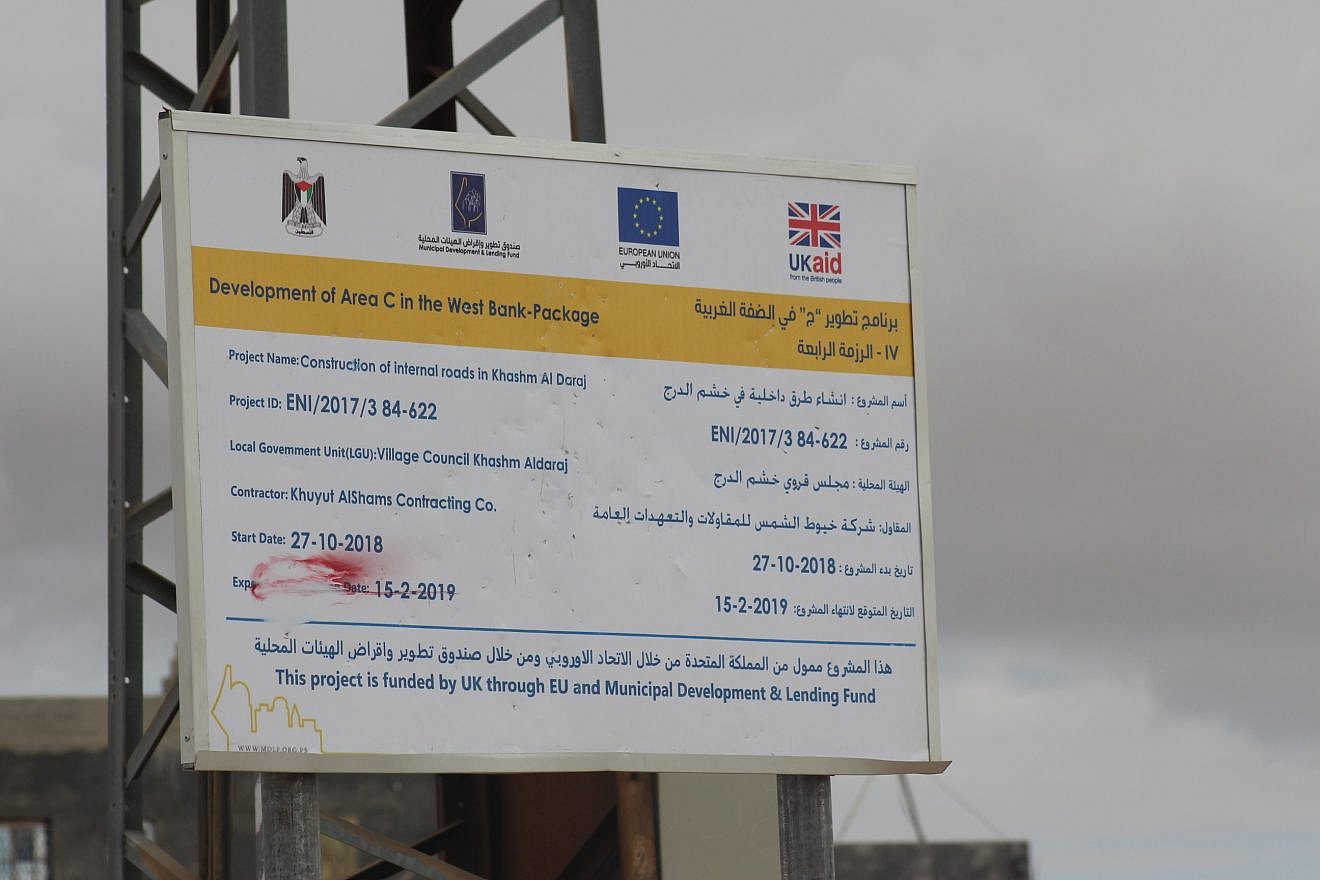 فلسطين
صندوق تطوير وإقراض الهيئات المحلية
Municipal Development & Lending Fund
EUROPEAN UNION
الاتحاد الأوروبي
UKaid
from the British people
Development of Area C in the West Bank-Package
برنامج تطوير “ج” في الضفة الغربية
IV - الرزمة الرابعة
Project Name: Construction of internal roads in Khashm Al Daraj
أسم المشروع: انشاء طرق داخلية في خشم الدرج
Project ID: ENI/2017/3 84-622
رقم المشروع: ENI/2017/3 84-622
Local Government Unit(LGU): Village Council Khashm Aldaraj
الهيئة المحلية: مجلس قروي خشم الدرج
Contractor: Khuyut AlShams Contracting Co.
المقاول: شركة خيوط الشمس للمقاولات والتعهدات العامة
Start Date: 27-10-2018
تاريخ بدء المشروع: 27-10-2018
Date: 15-2-2019
التاريخ المتوقع لانتهاء المشروع: 15-2-2019
هذا المشروع ممول من المملكة المتحدة من خلال الاتحاد الاوروبي ومن خلال صندوق تطوير واقراض الهيئات المحلية
This project is funded by UK through EU and Municipal Development & Lending Fund
WWW.MDLF.ORG.PS